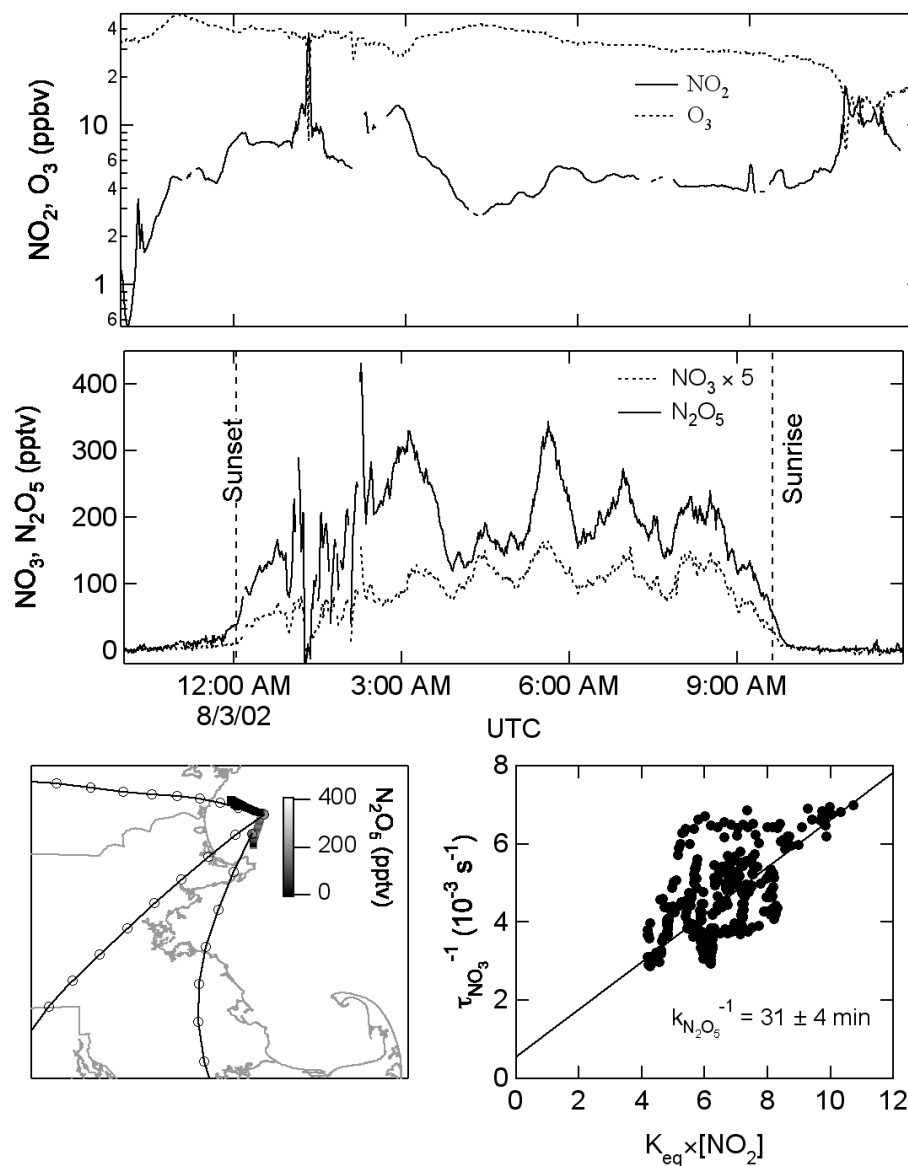 NO2, O3 (ppbv)
4
2
10
8
6
4
2
1
8
6
NO2
O3
NO3, N2O5 (pptv)
400
300
200
100
0
Sunset
Sunrise
NO3 × 5
N2O5
12:00 AM
3:00 AM
6:00 AM
9:00 AM
8/3/02
UTC
400
200
0
N2O5 (pptv)
τNO3^-1 (10^-3 s^-1)
8
6
4
2
0
kN2O5^-1 = 31 ± 4 min
0 2 4 6 8 10 12
Keq×[NO2]